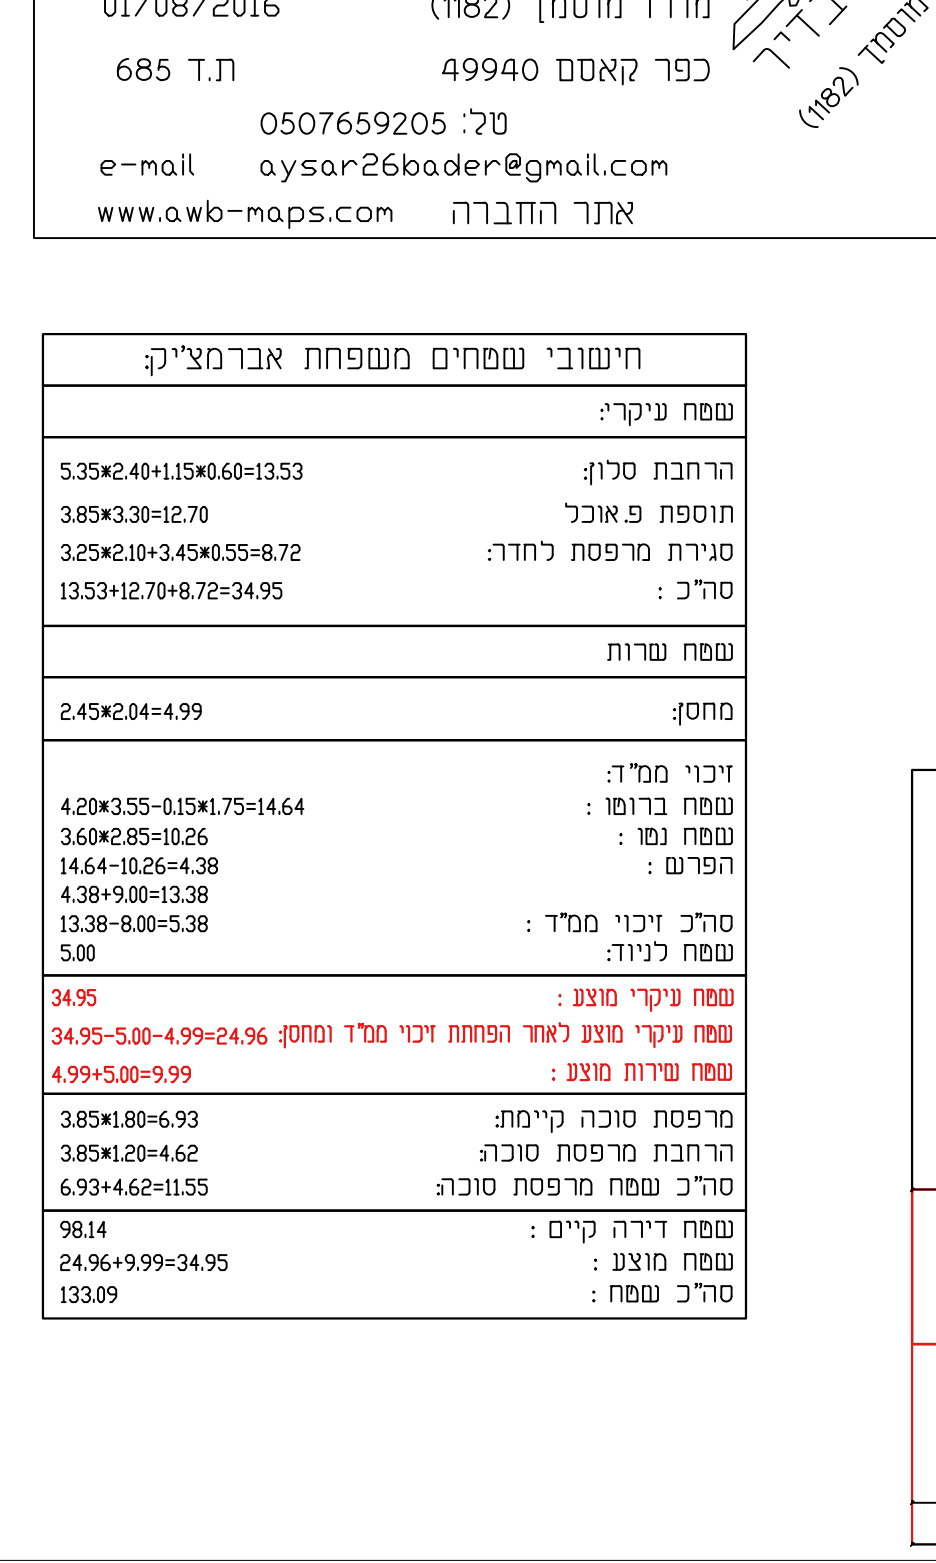 מודד מוסמך (1182) 01/08/2016
כפר קאסם 49940 ת.ד 685
טל: 0507659205
e-mail aysar26bader@gmail.com
www.awb-maps.com אתר החברה
בדיר
מוסמך (1182)
חישובי שטחים משפחת אברמצ'יק:
שטח עיקרי:
הרחבת סלון: 5.35*2.40+1.15*0.60=13.53
תוספת פ.אוכל 3.85*3.30=12.70
סגירת מרפסת לחדר: 3.25*2.10+3.45*0.55=8.72
סה"כ : 13.53+12.70+8.72=34.95
שטח שרות
מחסן: 2.45*2.04=4.99
זיכוי ממ"ד:
שטח ברוטו : 4.20*3.55-0.15*1.75=14.64
שטח נטו : 3.60*2.85=10.26
הפרש : 14.64-10.26=4.38
4.38+9.00=13.38
סה"כ זיכוי ממ"ד : 13.38-8.00=5.38
שטח לניוד: 5.00
שטח עיקרי מוצע : 34.95
שטח עיקרי מוצע לאחר הפחתת זיכוי ממ"ד ומחסן: 34.95-5.00-4.99=24.96
שטח שירות מוצע : 4.99+5.00=9.99
מרפסת סוכה קיימת: 3.85*1.80=6.93
הרחבת מרפסת סוכה: 3.85*1.20=4.62
סה"כ שטח מרפסת סוכה: 6.93+4.62=11.55
שטח דירה קיים : 98.14
שטח מוצע : 24.96+9.99=34.95
סה"כ שטח : 133.09